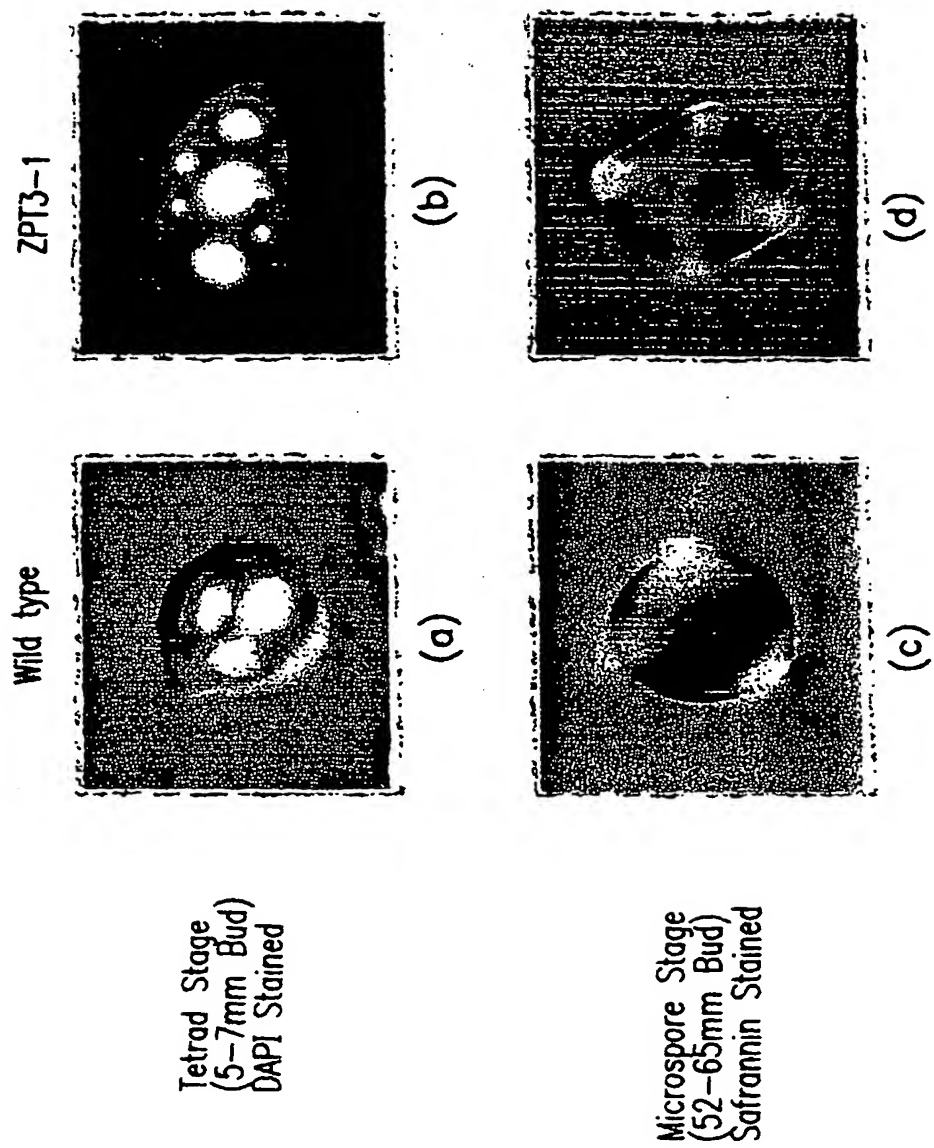 Wild type
ZPT3-1
Tetrad Stage
(5-7mm Bud)
DAPI Stained
(a)
(b)
Microspore Stage
(52-65mm Bud)
Safrannin Stained
(c)
(d)